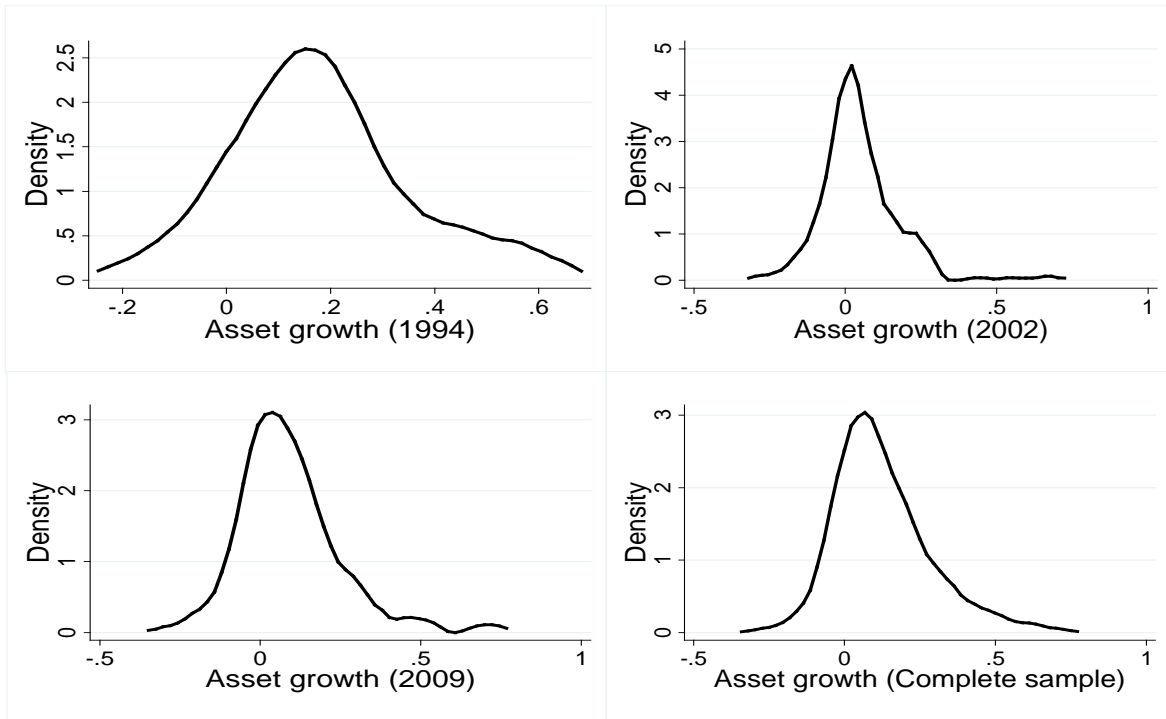 Density
2.5
2
1.5
1
.5
0
-.2 0 .2 .4 .6
Asset growth (1994)
Density
5
4
3
2
1
0
-.5 0 .5 1
Asset growth (2002)
Density
3
2
1
0
-.5 0 .5 1
Asset growth (2009)
Density
3
2
1
0
-.5 0 .5 1
Asset growth (Complete sample)